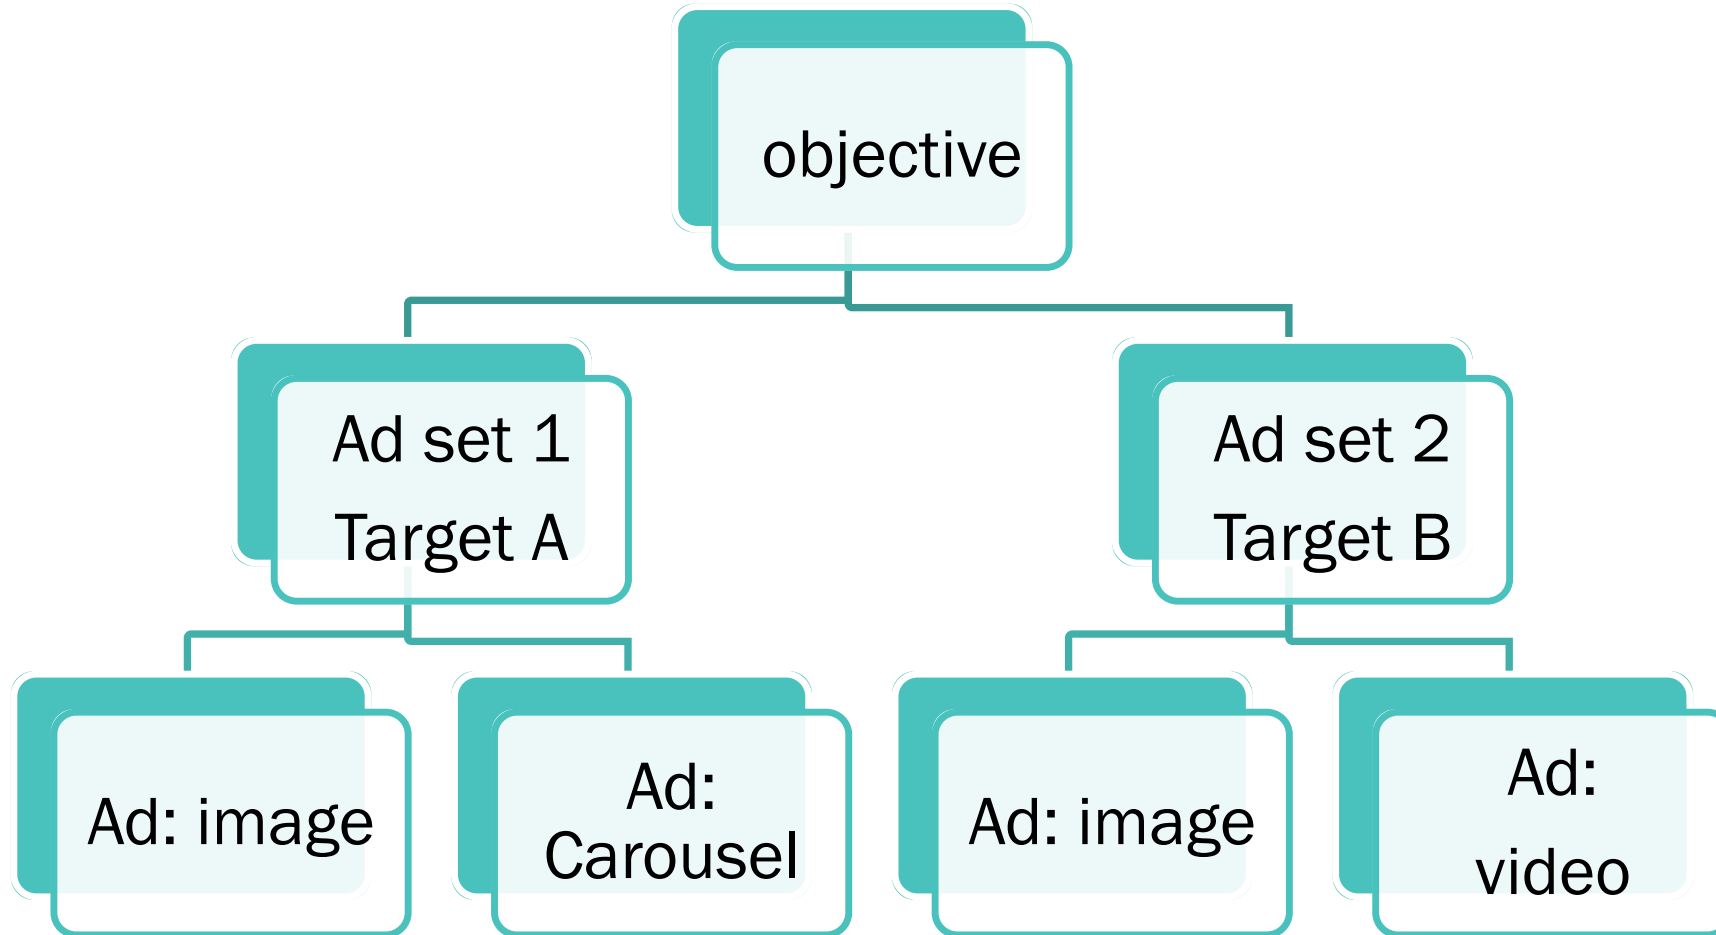 objective
Ad set 1
Target A
Ad set 2
Target B
Ad: image
Ad:
Carousel
Ad: image
Ad:
video